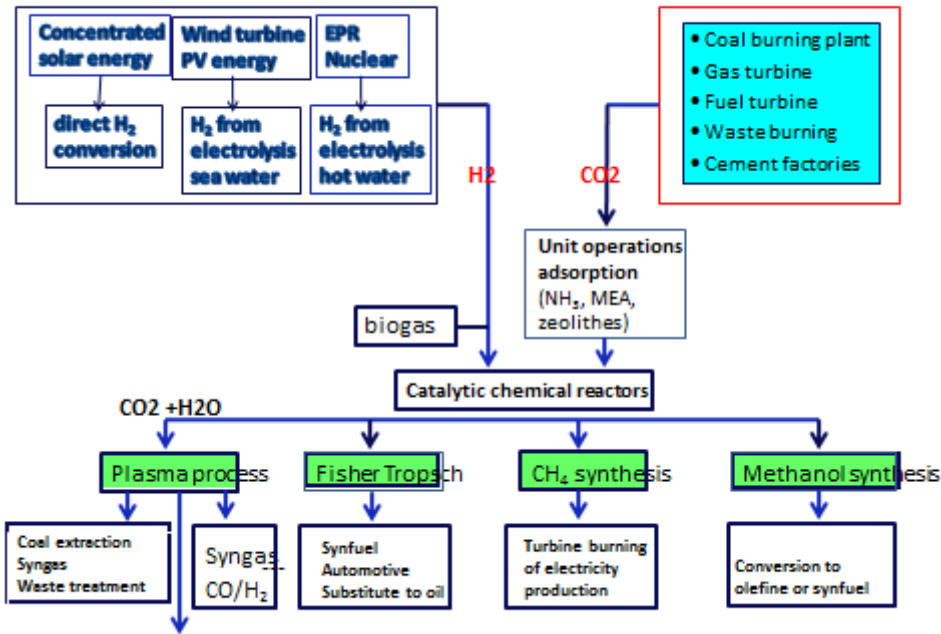 Concentrated
solar energy
Wind turbine
PV energy
EPR
Nuclear
direct H₂
conversion
H₂ from
electrolysis
sea water
H₂ from
electrolysis
hot water
• Coal burning plant
• Gas turbine
• Fuel turbine
• Waste burning
• Cement factories
H2
CO2
Unit operations
adsorption
(NH₃, MEA,
zeolithes)
biogas
Catalytic chemical reactors
CO2 +H2O
Plasma process
Fisher Tropsch
CH₄ synthesis
Methanol synthesis
Coal extraction
Syngas
Waste treatment
Syngas
CO/H₂
Synfuel
Automotive
Substitute to oil
Turbine burning
of electricity
production
Conversion to
olefine or synfuel